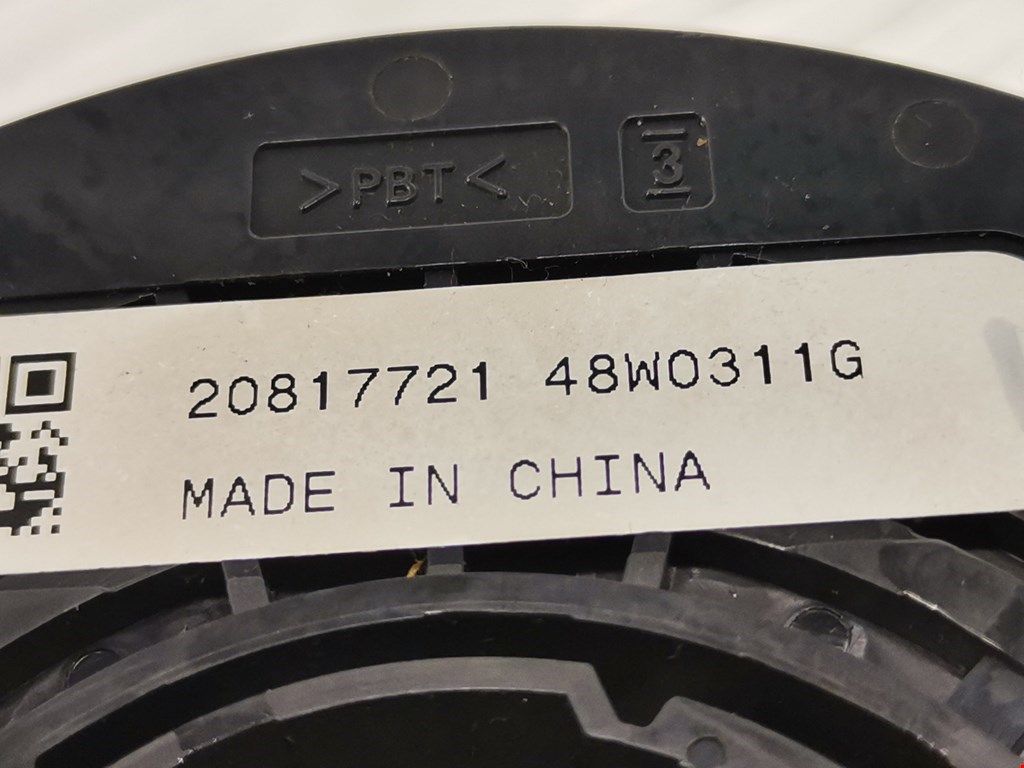 >PBT<
3
20817721 48W0311G
MADE IN CHINA